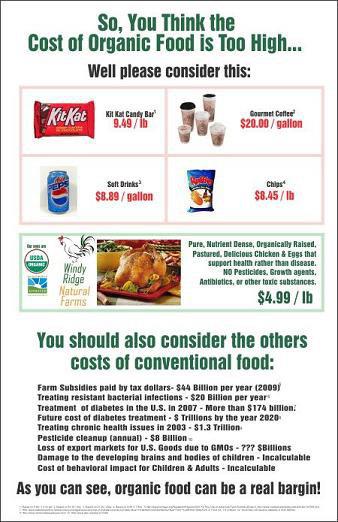 So, You Think the
Cost of Organic Food is Too High...
Well please consider this:
KitKat
Kit Kat Candy Bar¹
9.49 / lb
Gourmet Coffee²
$20.00 / gallon
PEPSI
Soft Drinks³
$8.89 / gallon
Chips⁴
$8.45 / lb
USDA
ORGANIC
Windy
Ridge
Natural
Farms
Pure, Nutrient Dense, Organically Raised,
Pastured, Delicious Chicken & Eggs that
support health rather than disease.
NO Pesticides, Growth agents,
Antibiotics, or other toxic substances.
$4.99 / lb
You should also consider the others
costs of conventional food:
Farm Subsidies paid by tax dollars- $44 Billion per year (2009)
Treating resistant bacterial infections - $20 Billion per year
Treatment of diabetes in the U.S. in 2007 - More than $174 billion.
Future cost of diabetes treatment - $ Trillions by the year 2020
Treating chronic health issues in 2003 - $1.3 Trillion
Pesticide cleanup (annual) - $8 Billion
Loss of export markets for U.S. Goods due to GMOs - ??? $Billions
Damage to the developing brains and bodies of children - Incalculable
Cost of behavioral impact for Children & Adults - Incalculable
As you can see, organic food can be a real bargin!